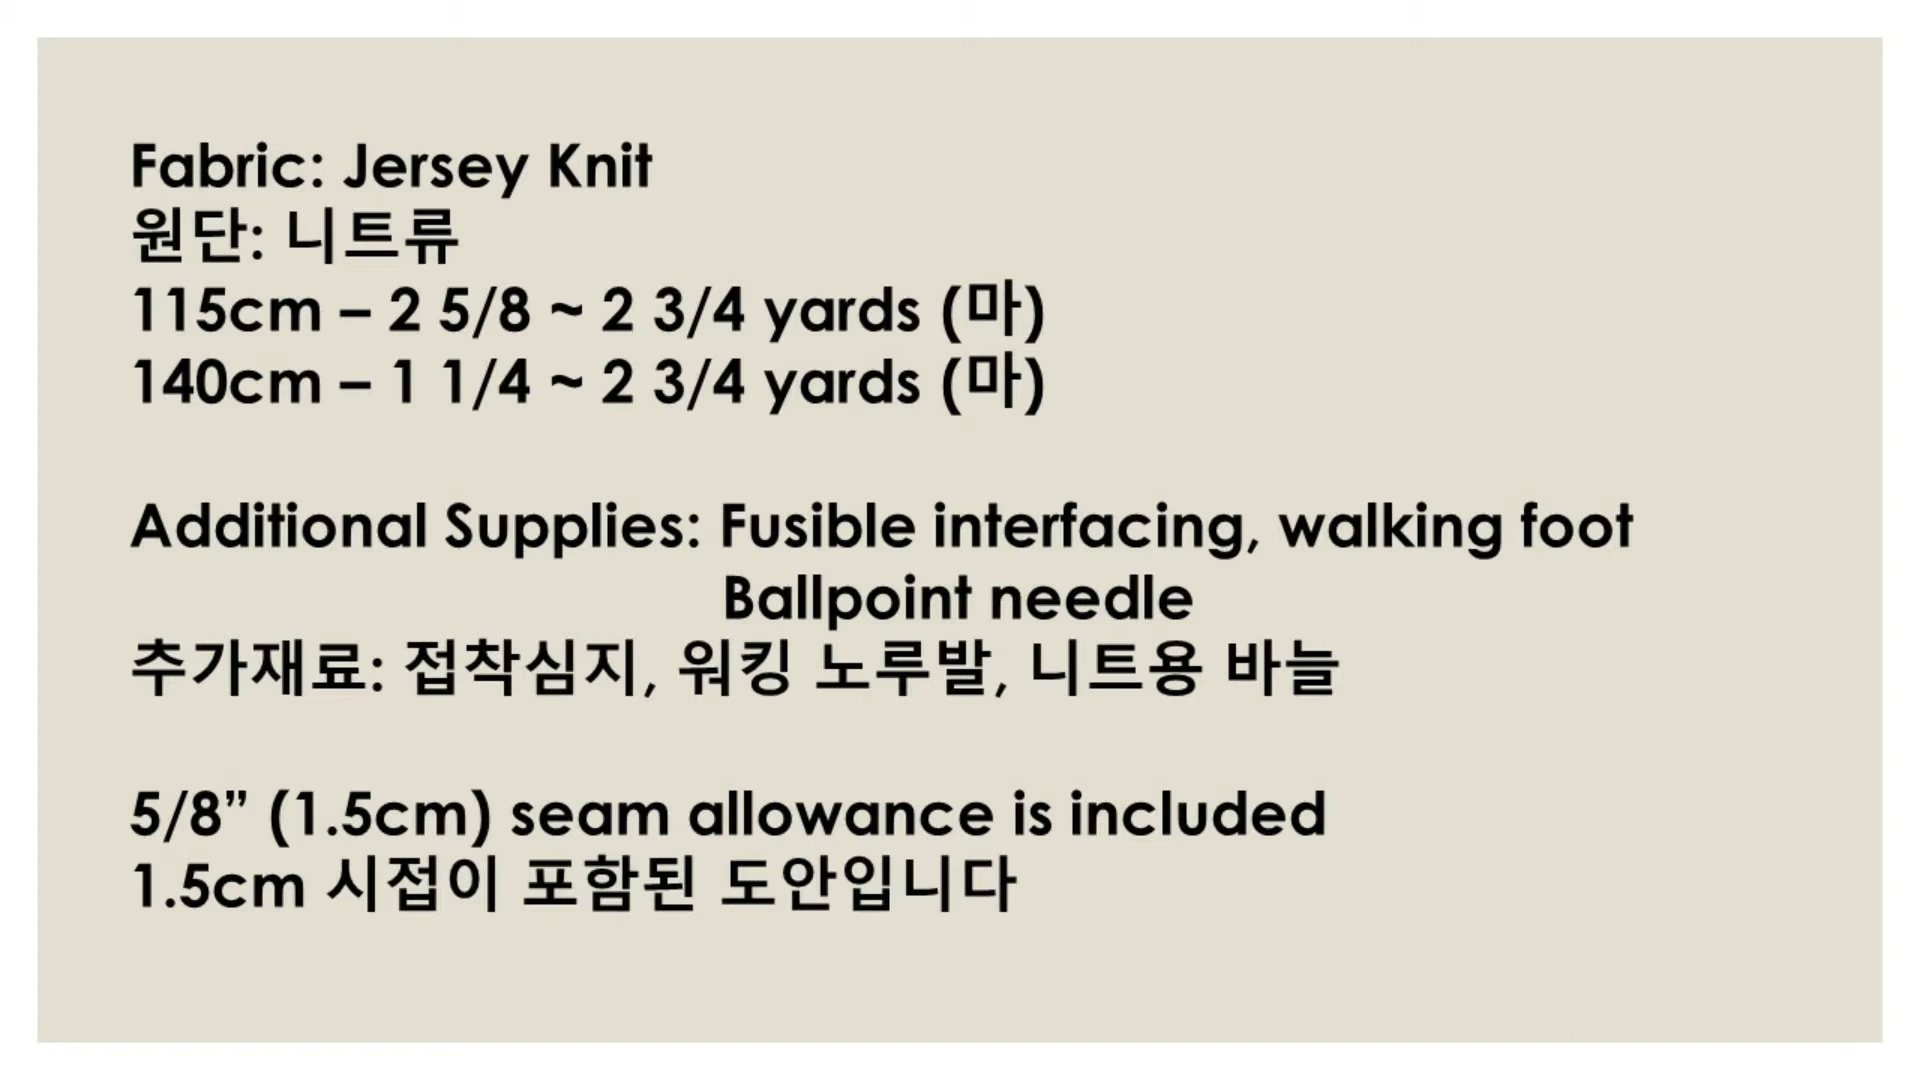 Fabric: Jersey Knit
원단: 니트류
115cm – 2 5/8 ~ 2 3/4 yards (마)
140cm – 1 1/4 ~ 2 3/4 yards (마)
Additional Supplies: Fusible interfacing, walking foot
Ballpoint needle
추가재료: 접착심지, 워킹 노루발, 니트용 바늘
5/8” (1.5cm) seam allowance is included
1.5cm 시접이 포함된 도안입니다